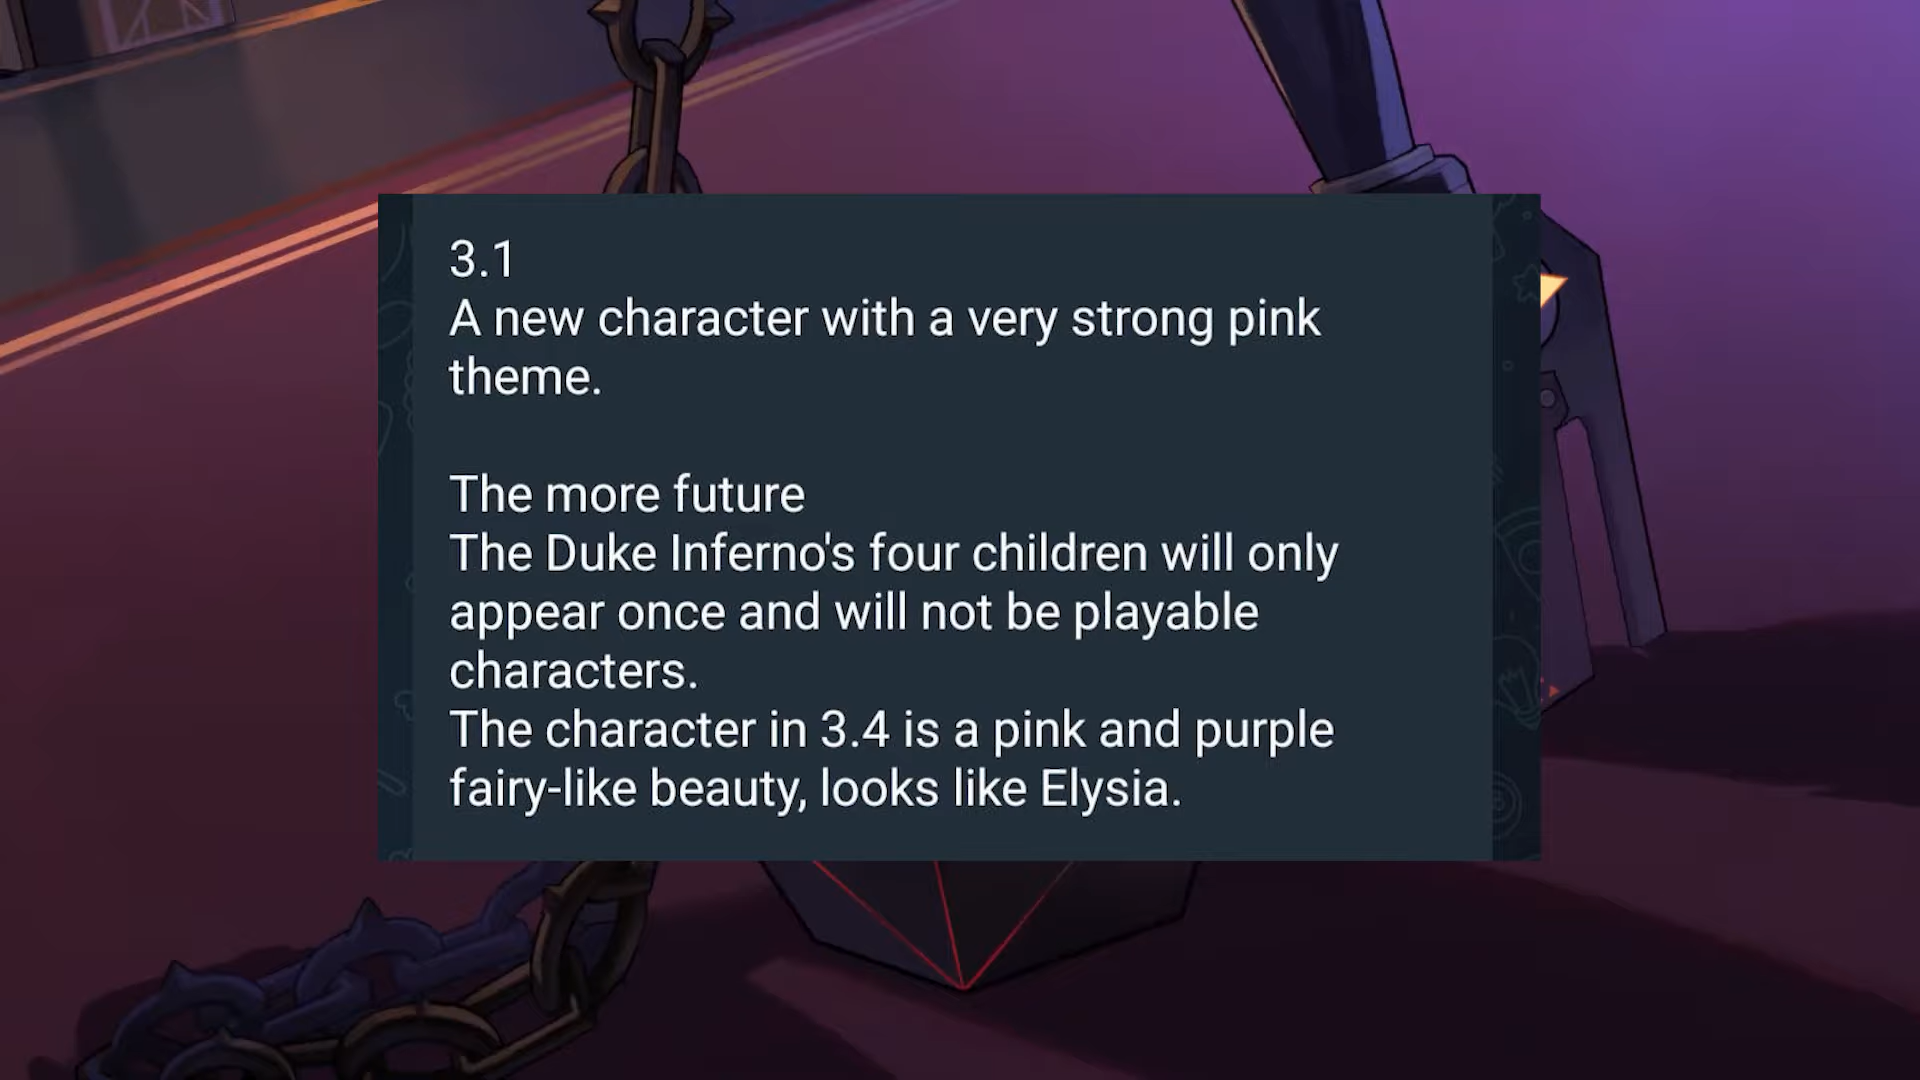 3.1
A new character with a very strong pink
theme.
The more future
The Duke Inferno's four children will only
appear once and will not be playable
characters.
The character in 3.4 is a pink and purple
fairy-like beauty, looks like Elysia.